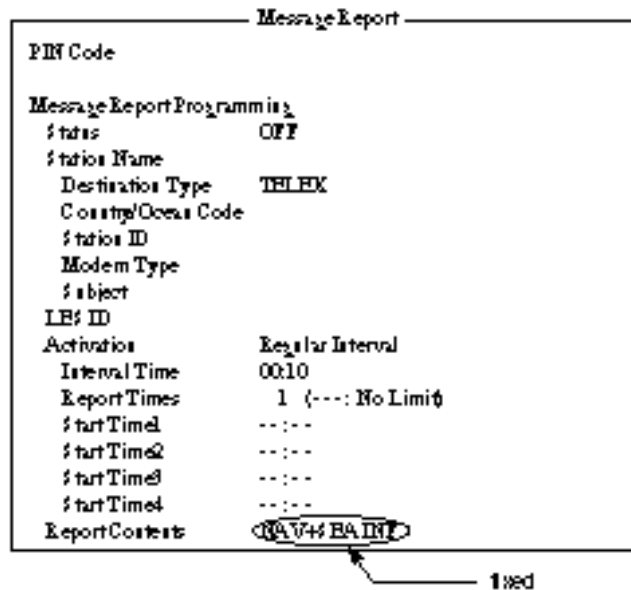 Message Report
PIN Code
Message Report Programming
Status OFF
Station Name
Destination Type TELEX
Country/Ocean Code
Station ID
Modem Type
Subject
LES ID
Activation Regular Interval
Interval Time 00:10
Report Times 1 (---: No Limit)
Start Time1 --:--
Start Time2 --:--
Start Time3 --:--
Start Time4 --:--
Report Contents NAV+SEA INF
fixed